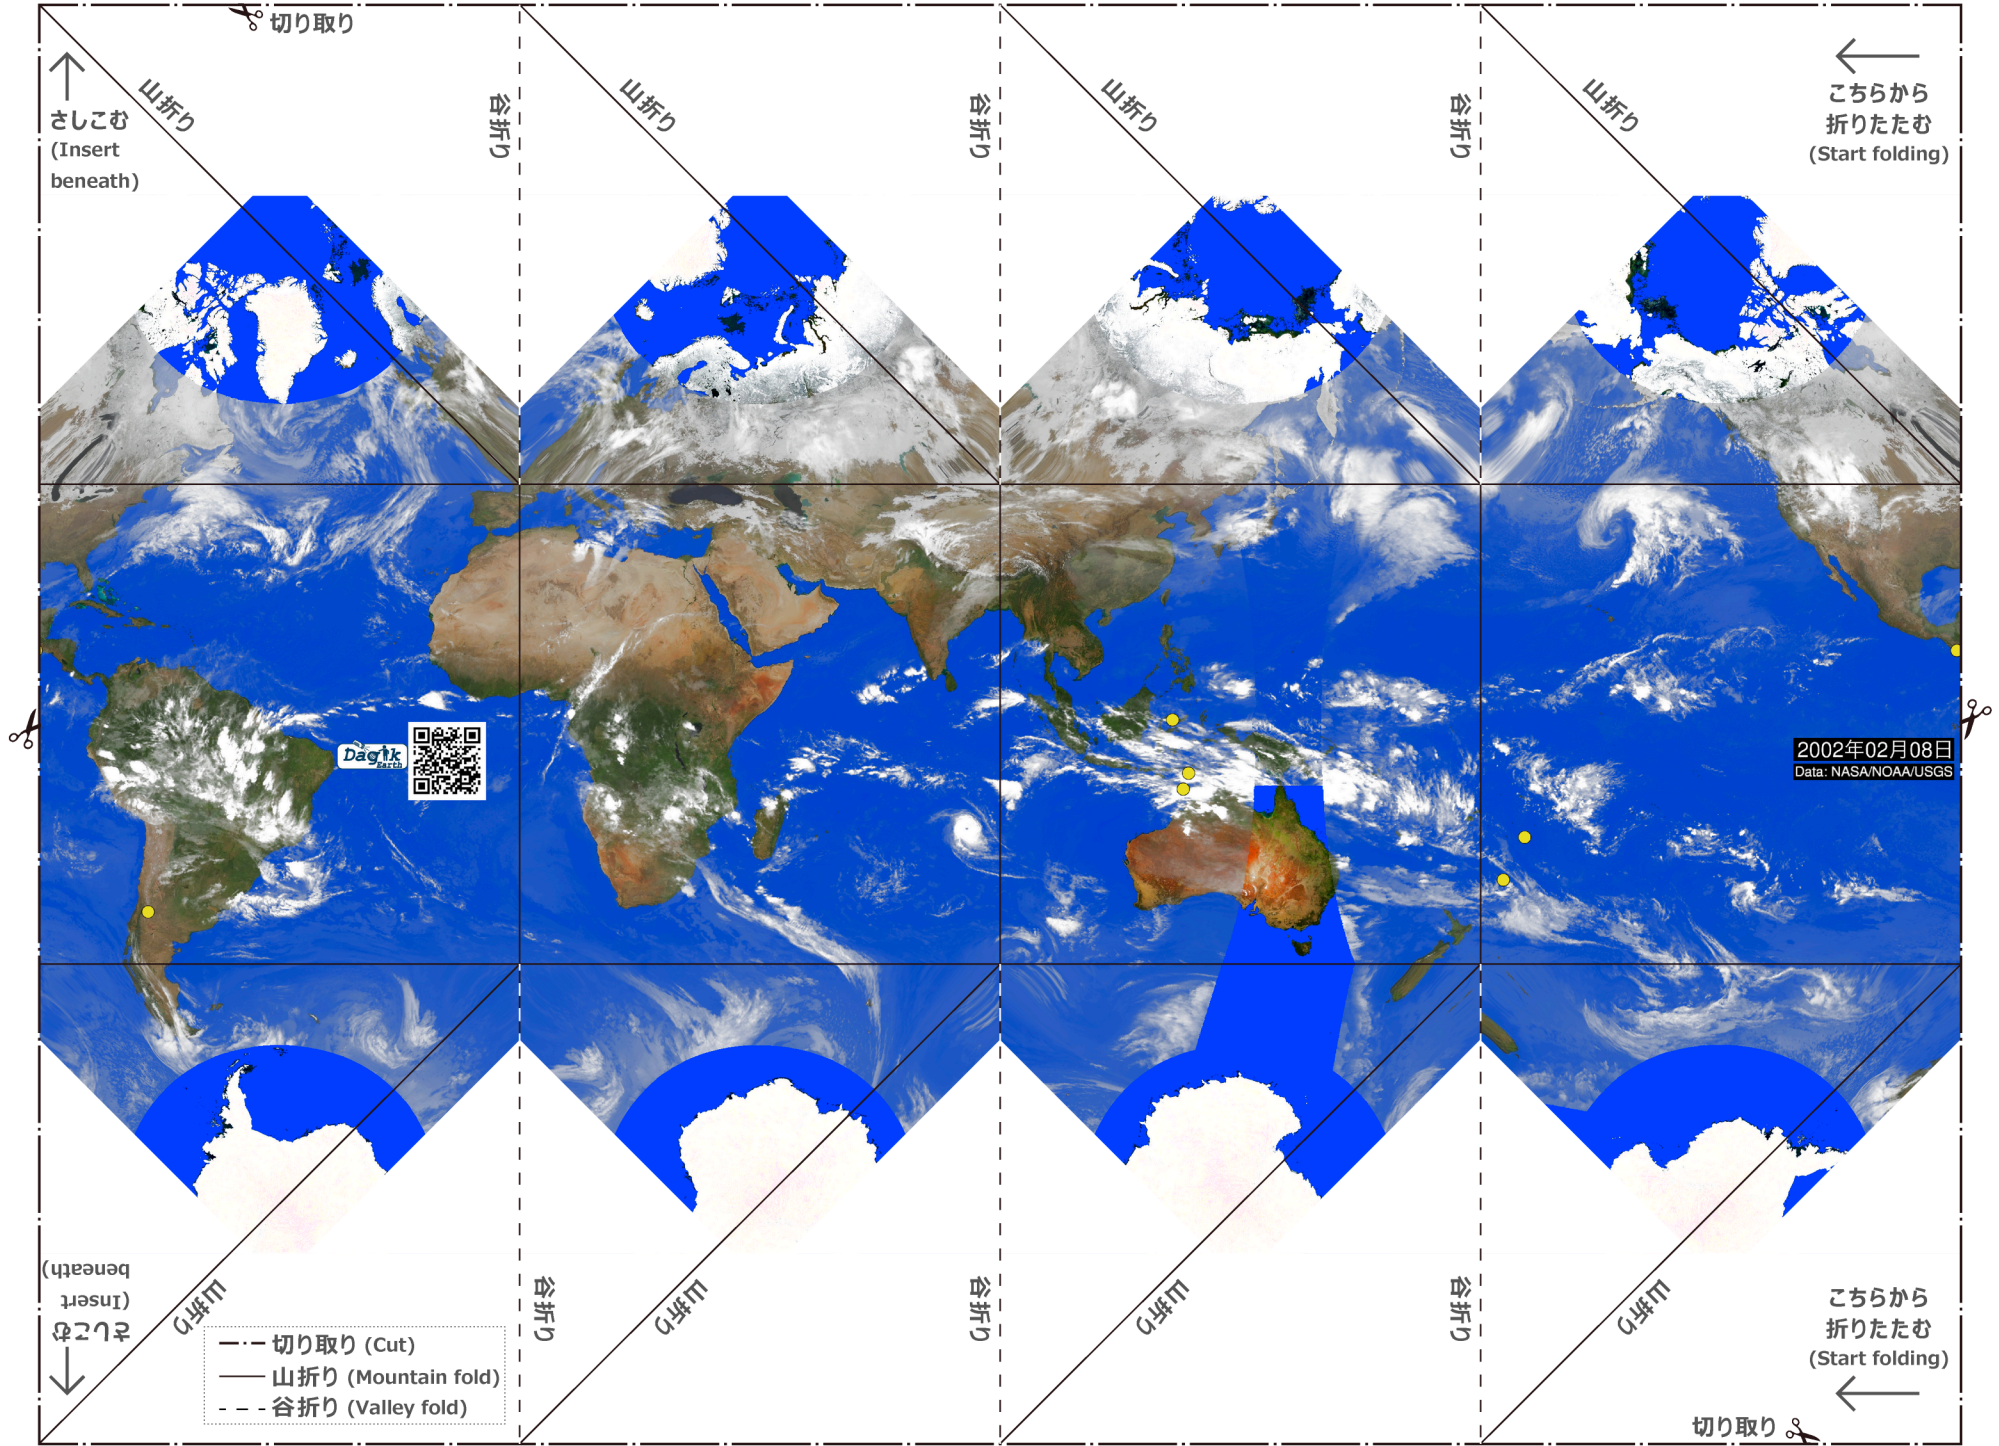 切り取り
さしこむ
(Insert
beneath)
山折り
谷折り
山折り
谷折り
山折り
谷折り
山折り
こちらから
折りたたむ
(Start folding)
Dagik
Earth
2002年02月08日
Data: NASA/NOAA/USGS
さしこむ
(Insert
beneath)
山折り
谷折り
山折り
谷折り
山折り
谷折り
山折り
こちらから
折りたたむ
(Start folding)
切り取り (Cut)
山折り (Mountain fold)
谷折り (Valley fold)
切り取り